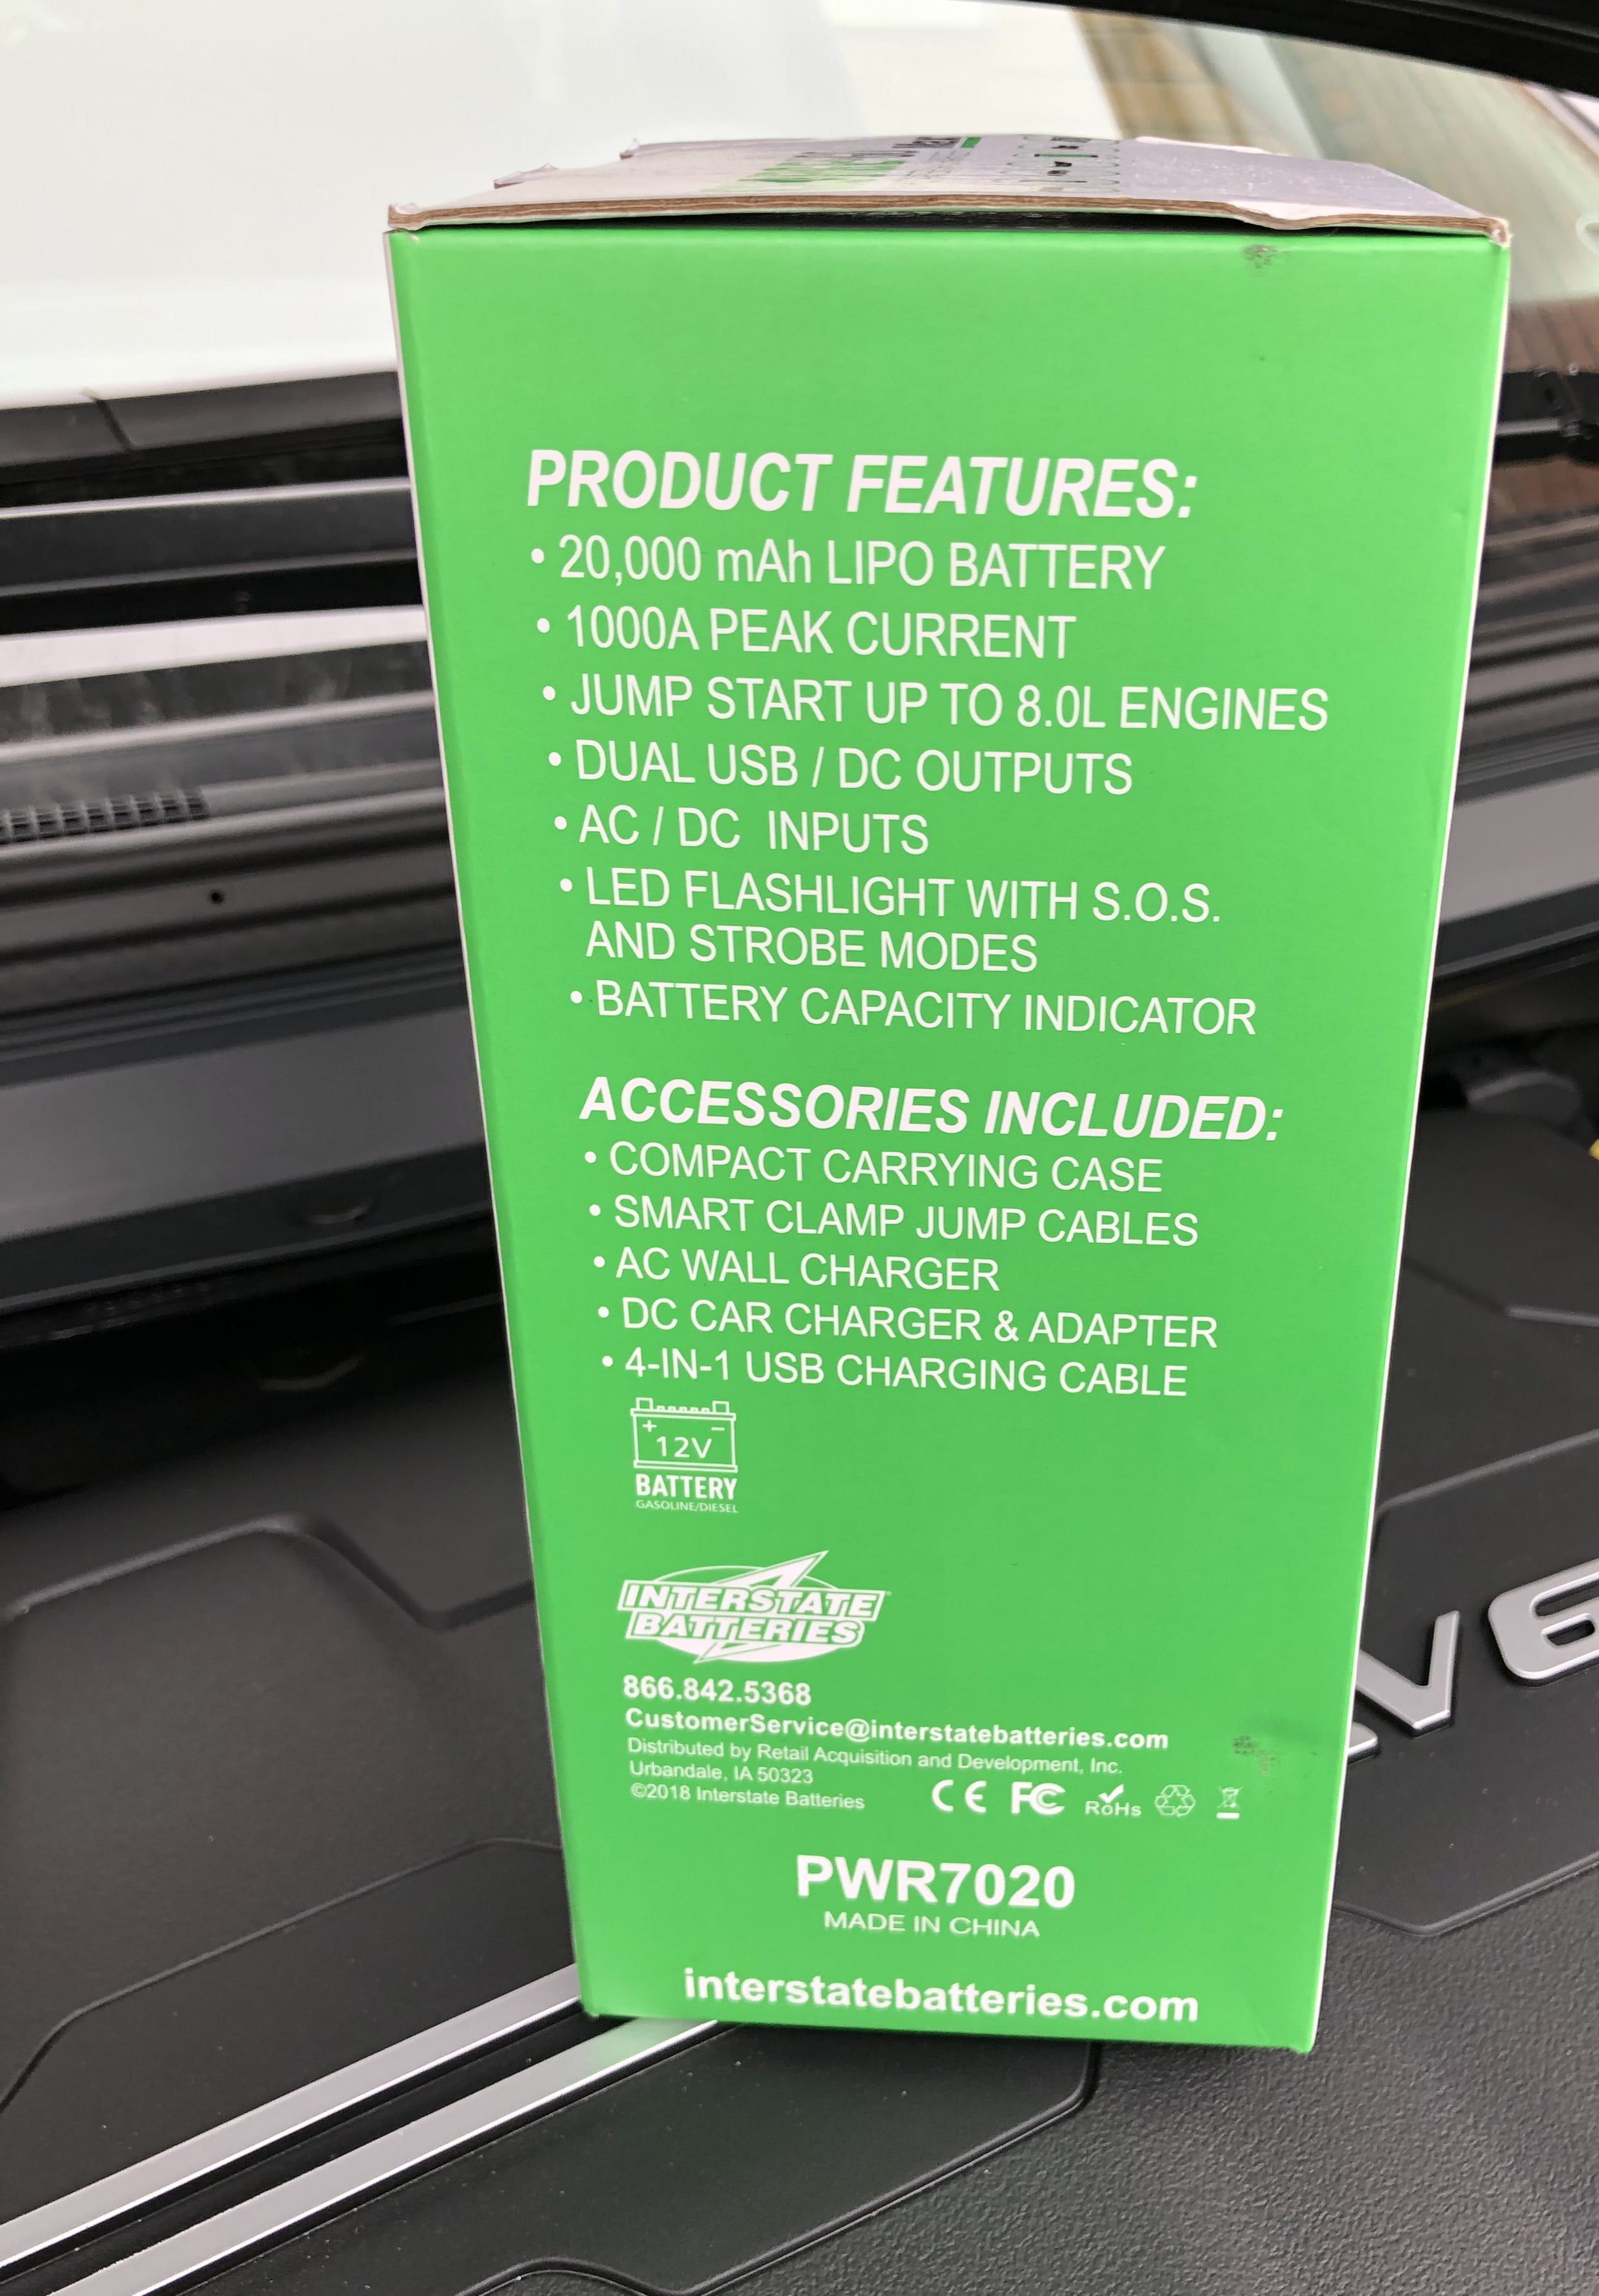 PRODUCT FEATURES:
• 20,000 mAh LIPO BATTERY
• 1000A PEAK CURRENT
• JUMP START UP TO 8.0L ENGINES
• DUAL USB / DC OUTPUTS
• AC / DC INPUTS
• LED FLASHLIGHT WITH S.O.S.
AND STROBE MODES
• BATTERY CAPACITY INDICATOR
ACCESSORIES INCLUDED:
• COMPACT CARRYING CASE
• SMART CLAMP JUMP CABLES
• AC WALL CHARGER
• DC CAR CHARGER & ADAPTER
• 4-IN-1 USB CHARGING CABLE
+ −
12V
BATTERY
GASOLINE/DIESEL
INTERSTATE
BATTERIES
866.842.5368
CustomerService@interstatebatteries.com
Distributed by Retail Acquisition and Development, Inc.
Urbandale, IA 50323
©2018 Interstate Batteries
CE FC RoHs
PWR7020
MADE IN CHINA
interstatebatteries.com
V6